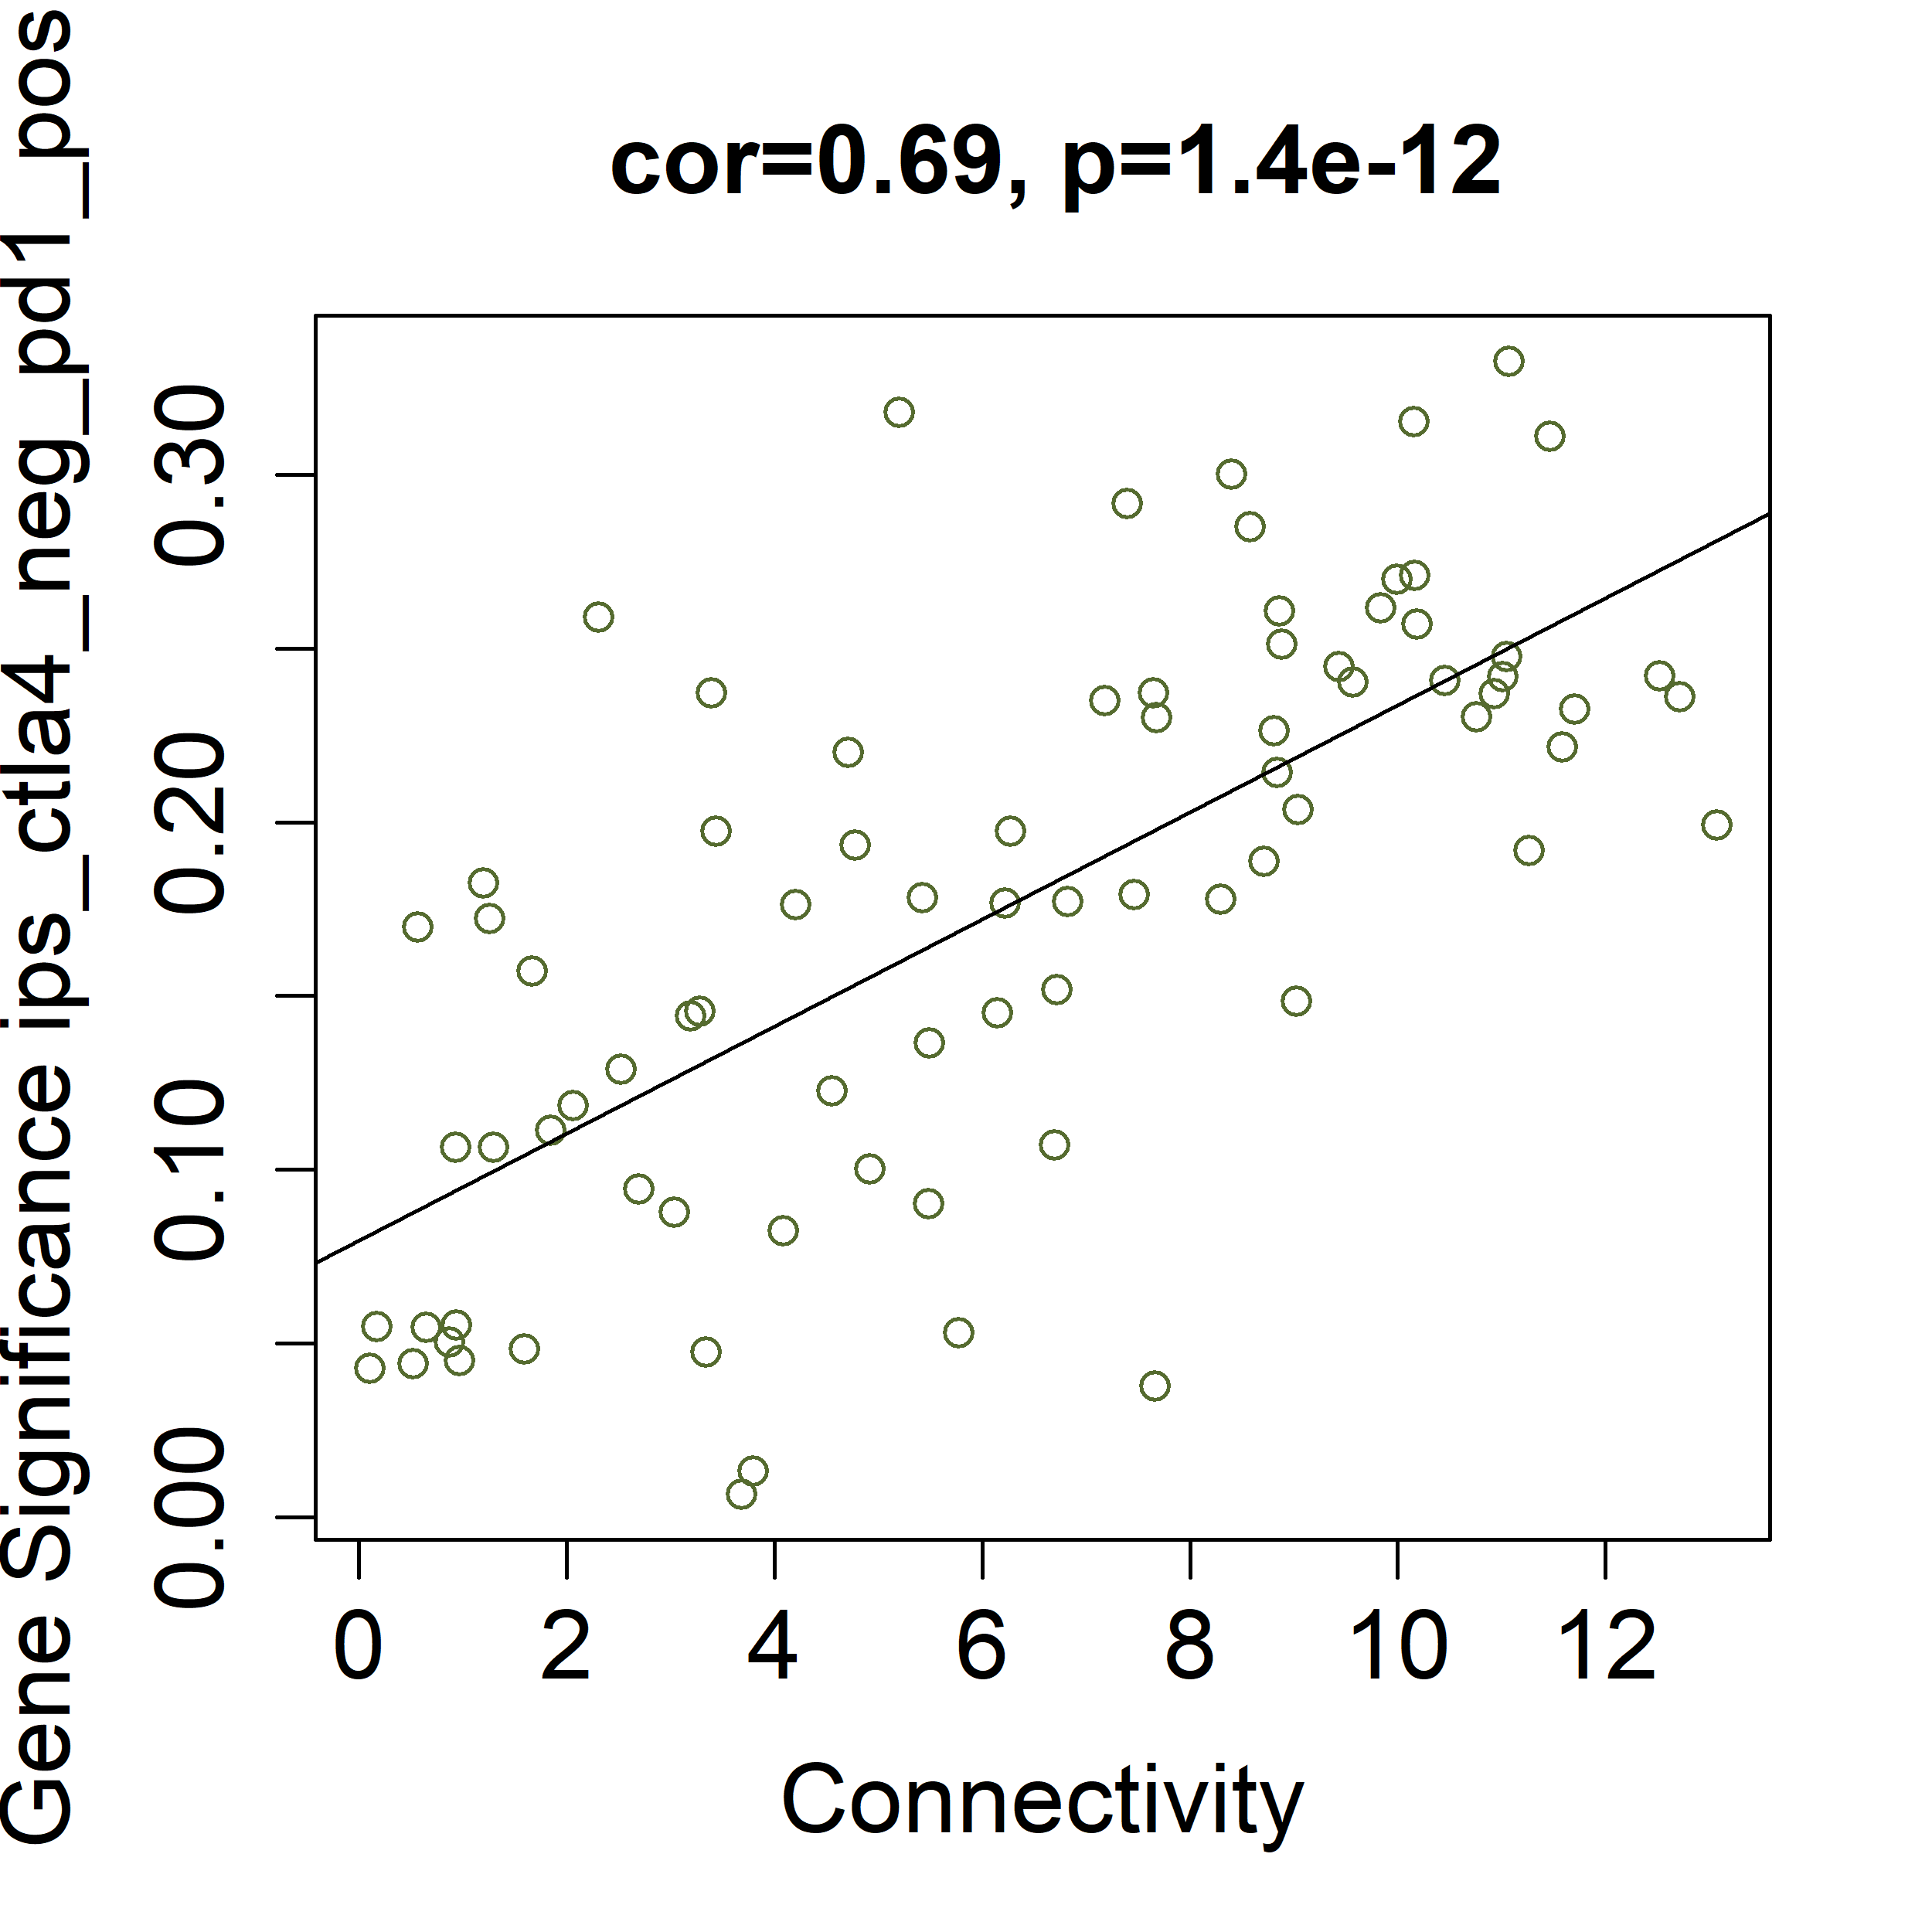 cor=0.69, p=1.4e-12
Gene Significance ips_ctla4_neg_pd1_pos
0.30
0.20
0.10
0.00
0 2 4 6 8 10 12
Connectivity